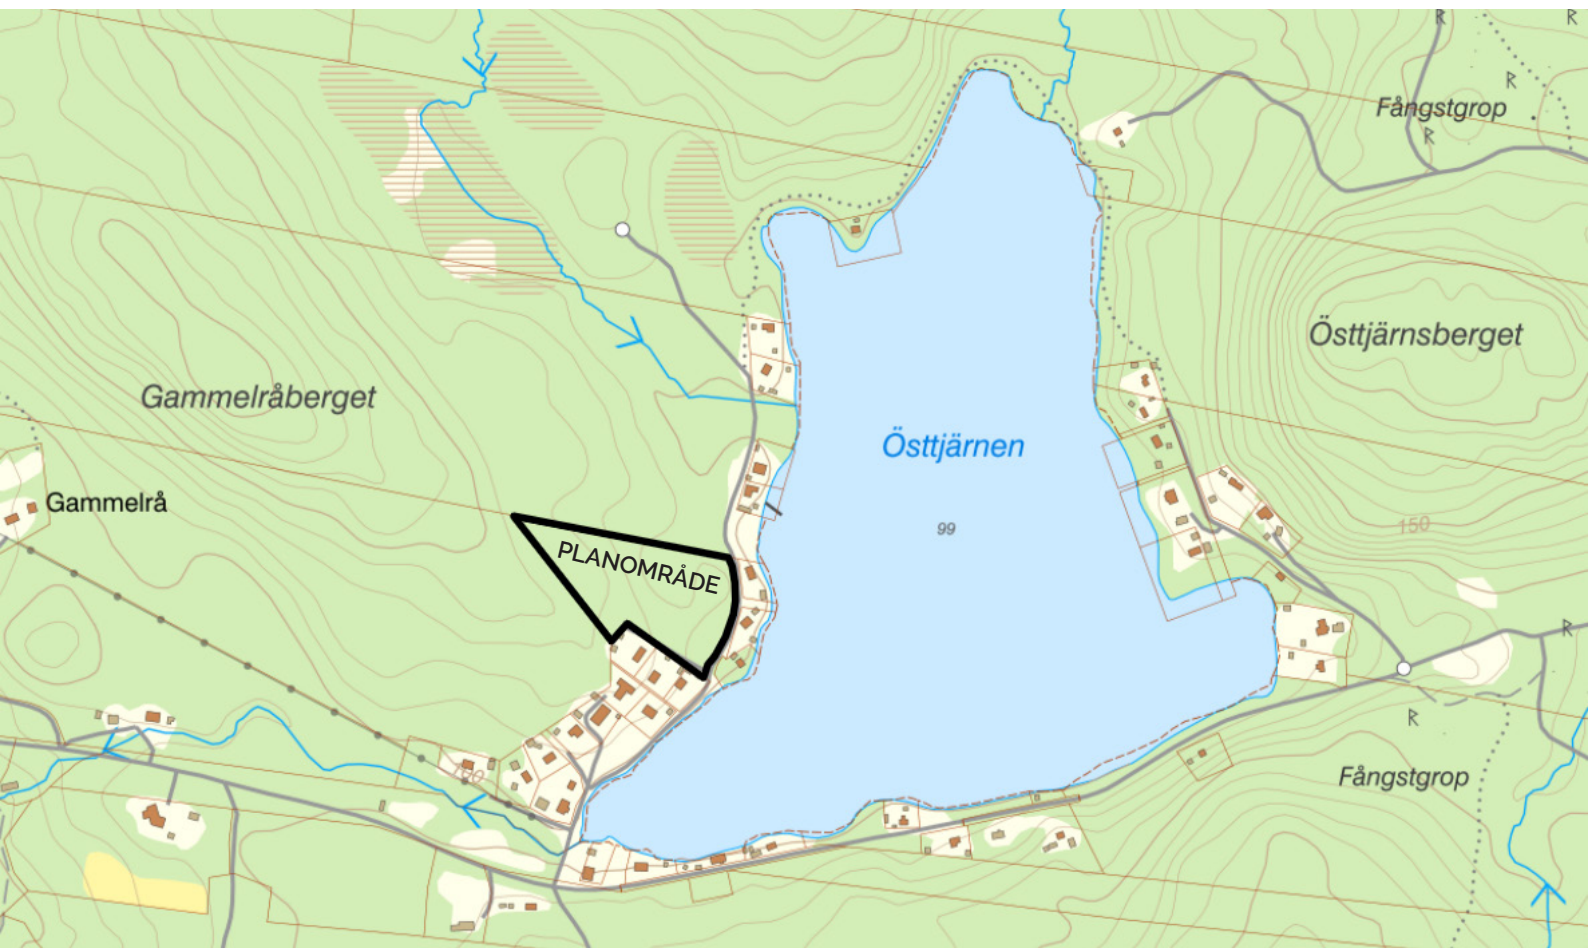 Fångstgrop
Östtjärnsberget
Gammelråberget
Östtjärnen
Gammelrå
99
150
PLANOMRÅDE
Fångstgrop
R
R
R
R
R
R